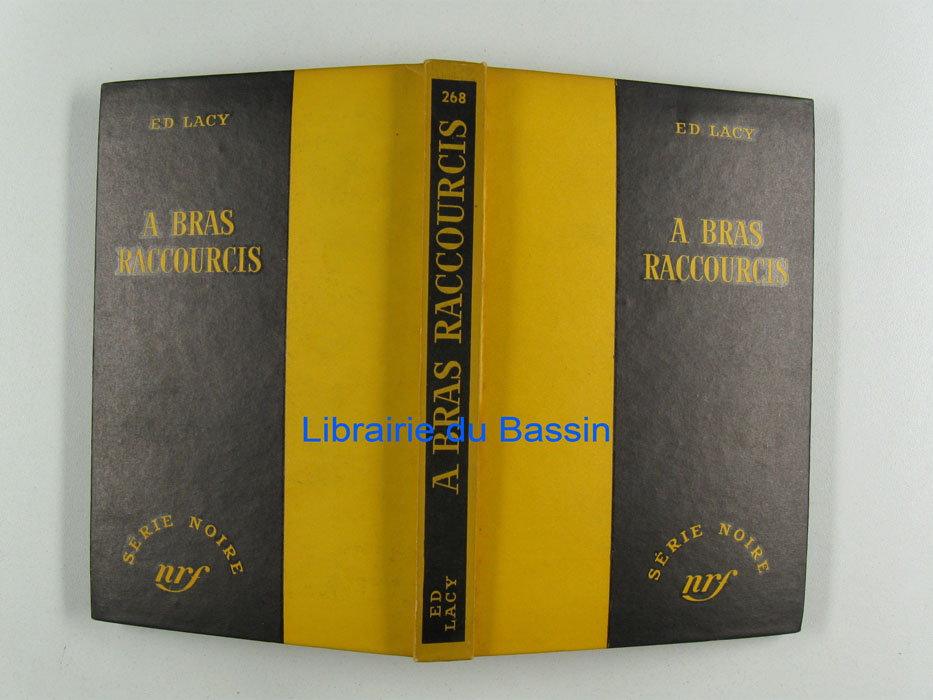 ED LACY
A BRAS
RACCOURCIS
SÉRIE NOIRE
nrf
268
A BRAS RACCOURCIS
ED
LACY
ED LACY
A BRAS
RACCOURCIS
SÉRIE NOIRE
nrf
Librairie du Bassin